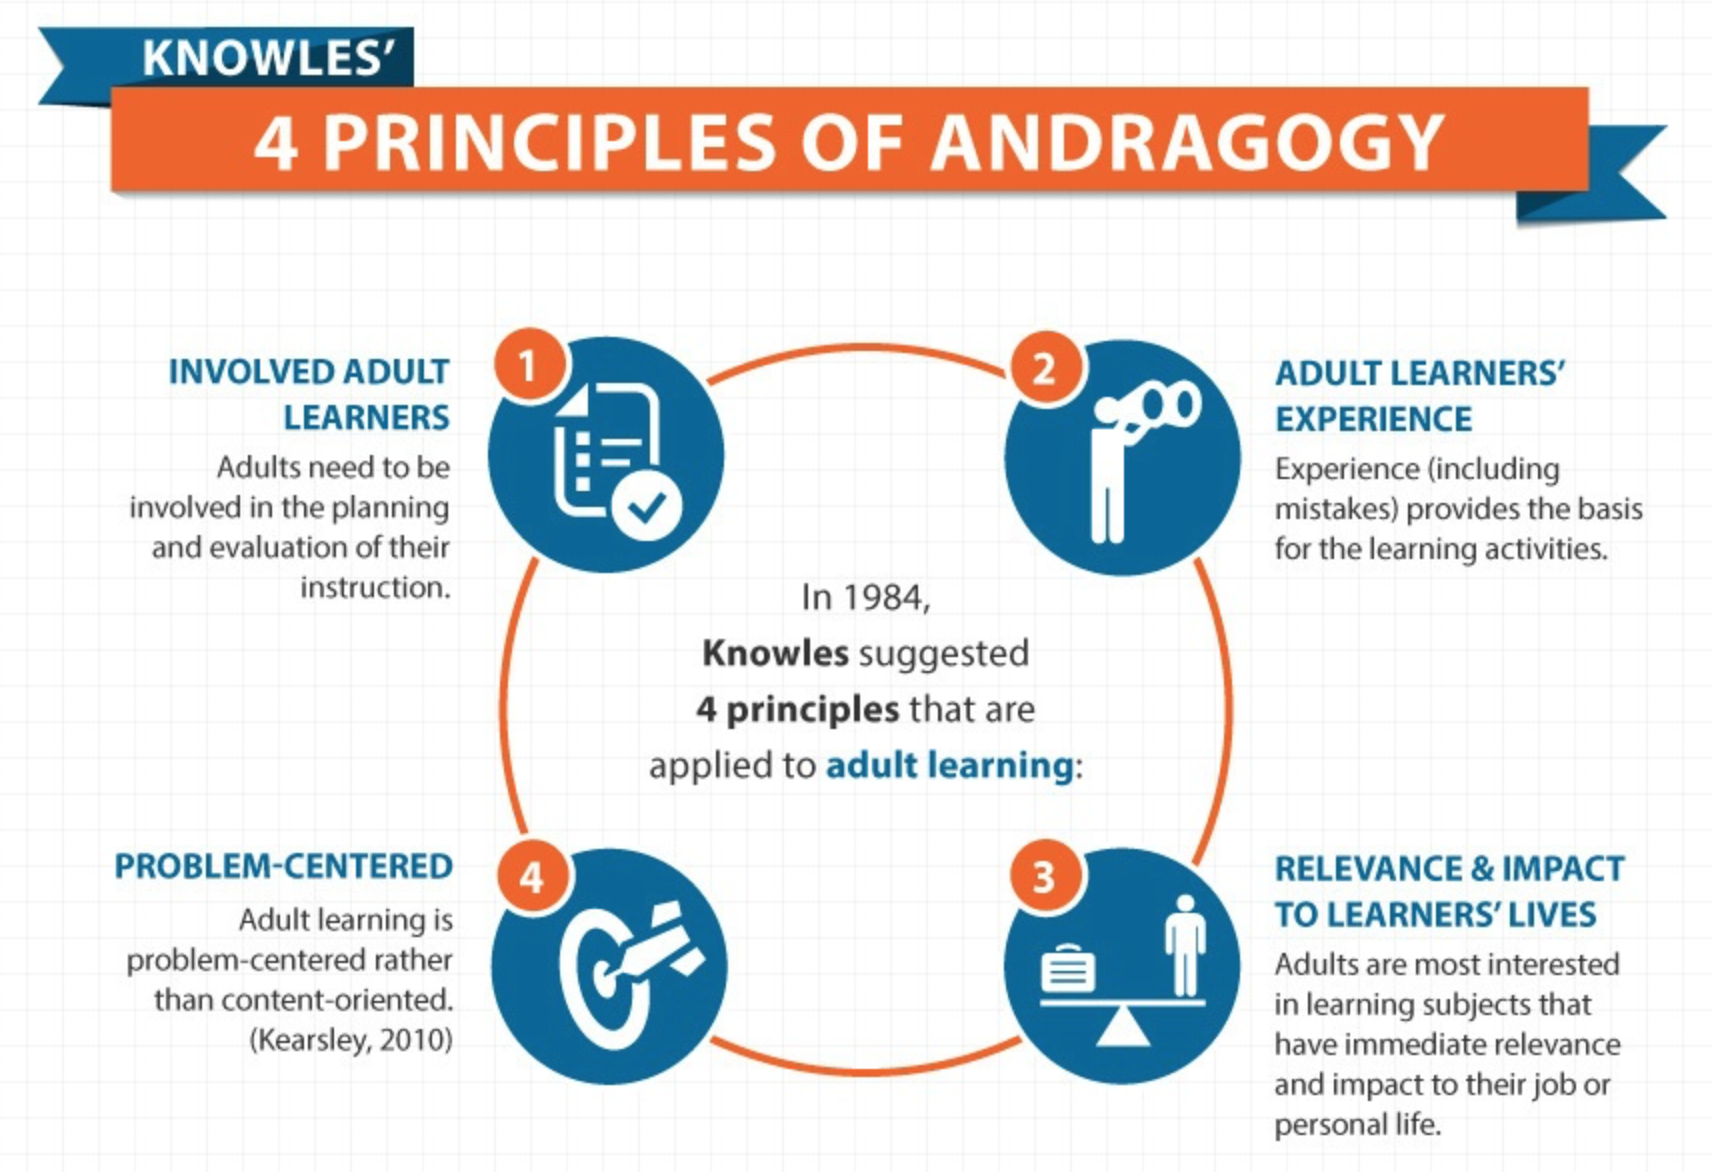 KNOWLES'
4 PRINCIPLES OF ANDRAGOGY
1
INVOLVED ADULT
LEARNERS
Adults need to be
involved in the planning
and evaluation of their
instruction.
2
ADULT LEARNERS'
EXPERIENCE
Experience (including
mistakes) provides the basis
for the learning activities.
In 1984,
Knowles suggested
4 principles that are
applied to adult learning:
4
PROBLEM-CENTERED
Adult learning is
problem-centered rather
than content-oriented.
(Kearsley, 2010)
3
RELEVANCE & IMPACT
TO LEARNERS' LIVES
Adults are most interested
in learning subjects that
have immediate relevance
and impact to their job or
personal life.